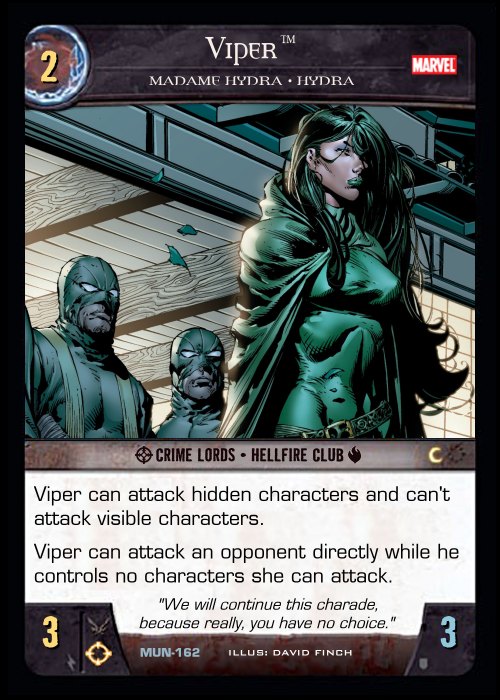 2
VIPER™
MADAME HYDRA • HYDRA
MARVEL
CRIME LORDS • HELLFIRE CLUB
C
Viper can attack hidden characters and can't
attack visible characters.
Viper can attack an opponent directly while he
controls no characters she can attack.
"We will continue this charade,
because really, you have no choice."
3
3
MUN-162 ILLUS: DAVID FINCH